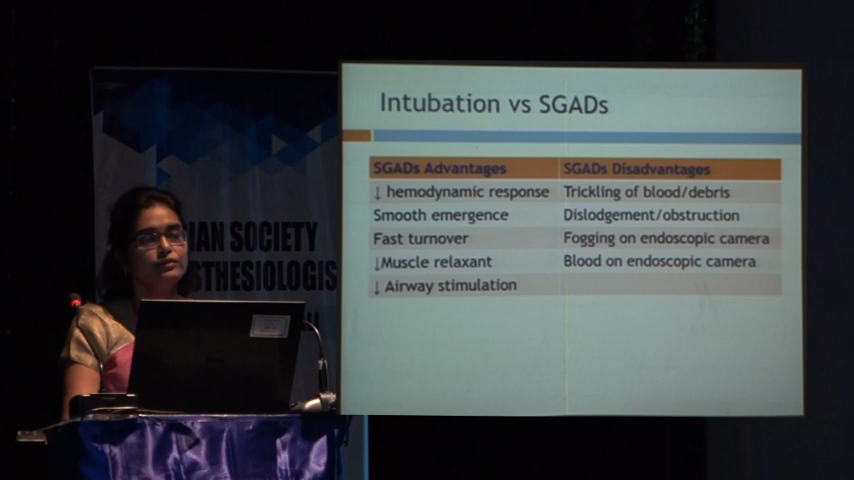 Intubation vs SGADs
SGADs Advantages SGADs Disadvantages
↓ hemodynamic response Trickling of blood/debris
Smooth emergence Dislodgement/obstruction
Fast turnover Fogging on endoscopic camera
↓Muscle relaxant Blood on endoscopic camera
↓ Airway stimulation
IAN SOCIETY
STHESIOLOGIS